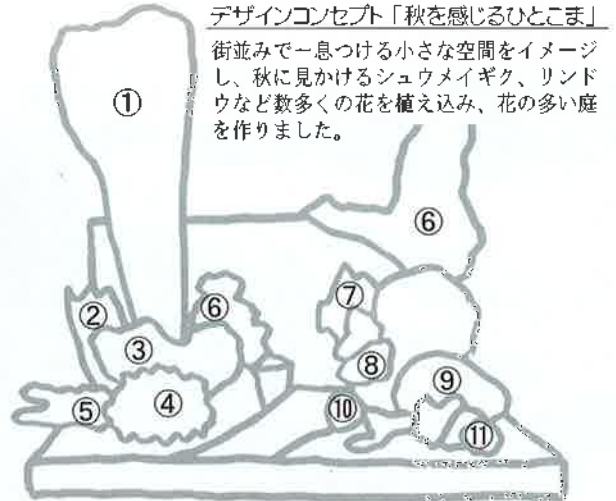 デザインコンセプト「秋を感じるひとこま」
街並みで一息つける小さな空間をイメージ
し、秋に見かけるシュウメイギク、リンド
ウなど数多くの花を植え込み、花の多い庭
を作りました。
①
⑥
②
⑥
⑦
③
⑧
⑨
⑤
④
⑩
⑪